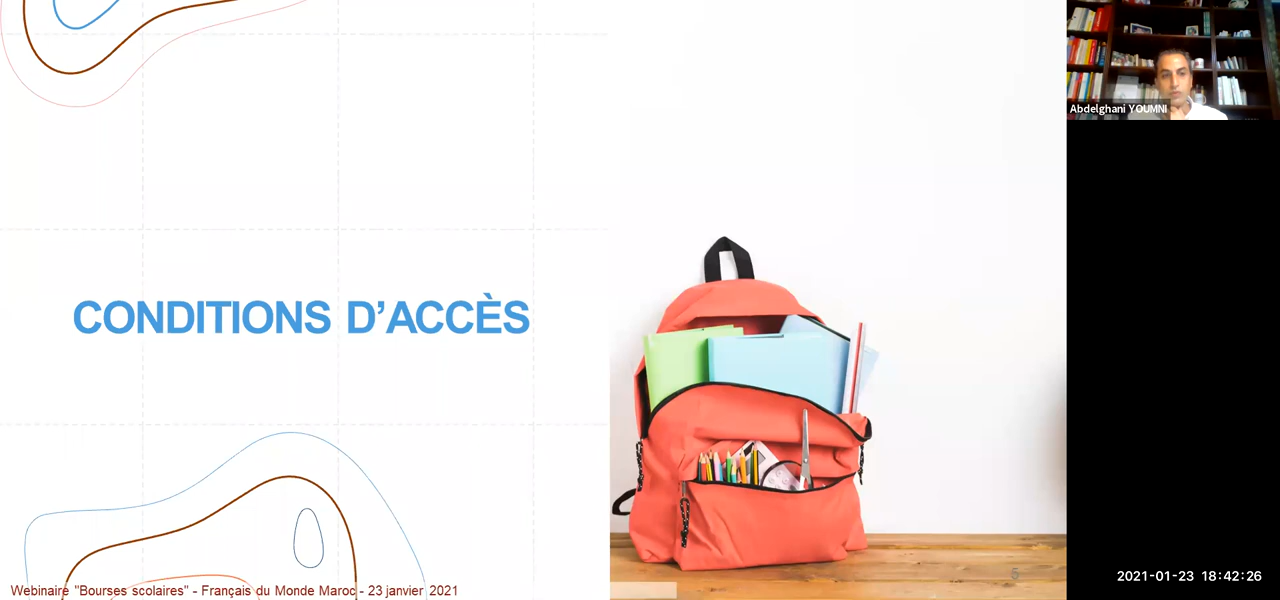 Abdelghani YOUMNI
CONDITIONS D’ACCÈS
Webinaire "Bourses scolaires" - Français du Monde Maroc - 23 janvier 2021
2021-01-23 18:42:26